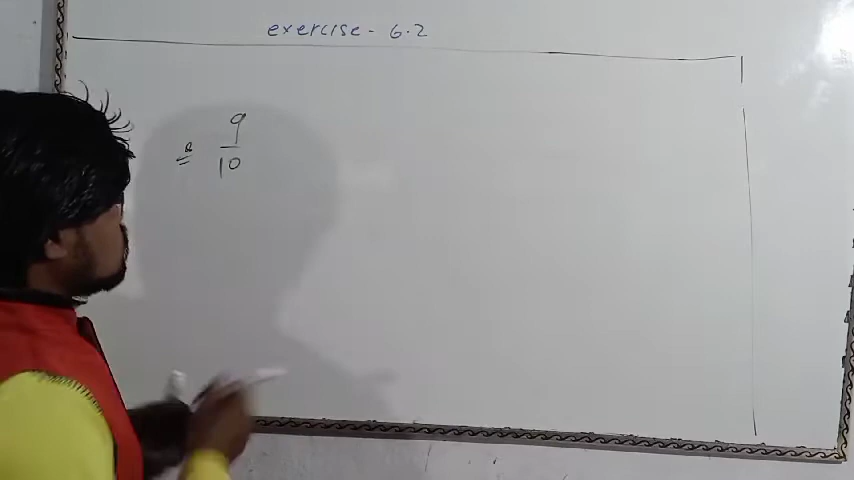 exercise - 6.2
= 9/10